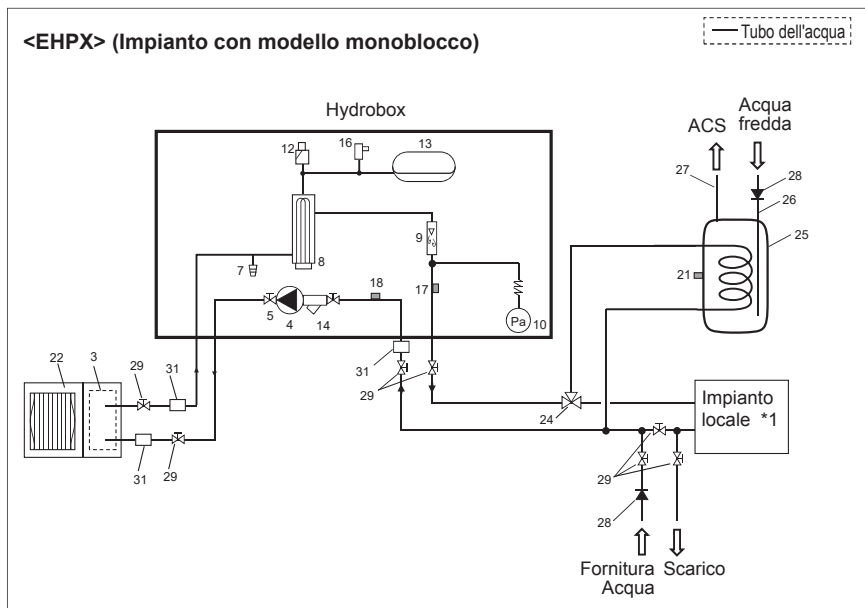 <EHPX> (Impianto con modello monoblocco)
Tubo dell'acqua
Hydrobox
ACS
Acqua
fredda
12
16
13
27
28
26
25
7
8
9
21
18
17
5
4
14
Pa
10
22
3
29
31
31
29
24
Impianto
locale *1
31
29
29
28
Fornitura
Acqua
Scarico